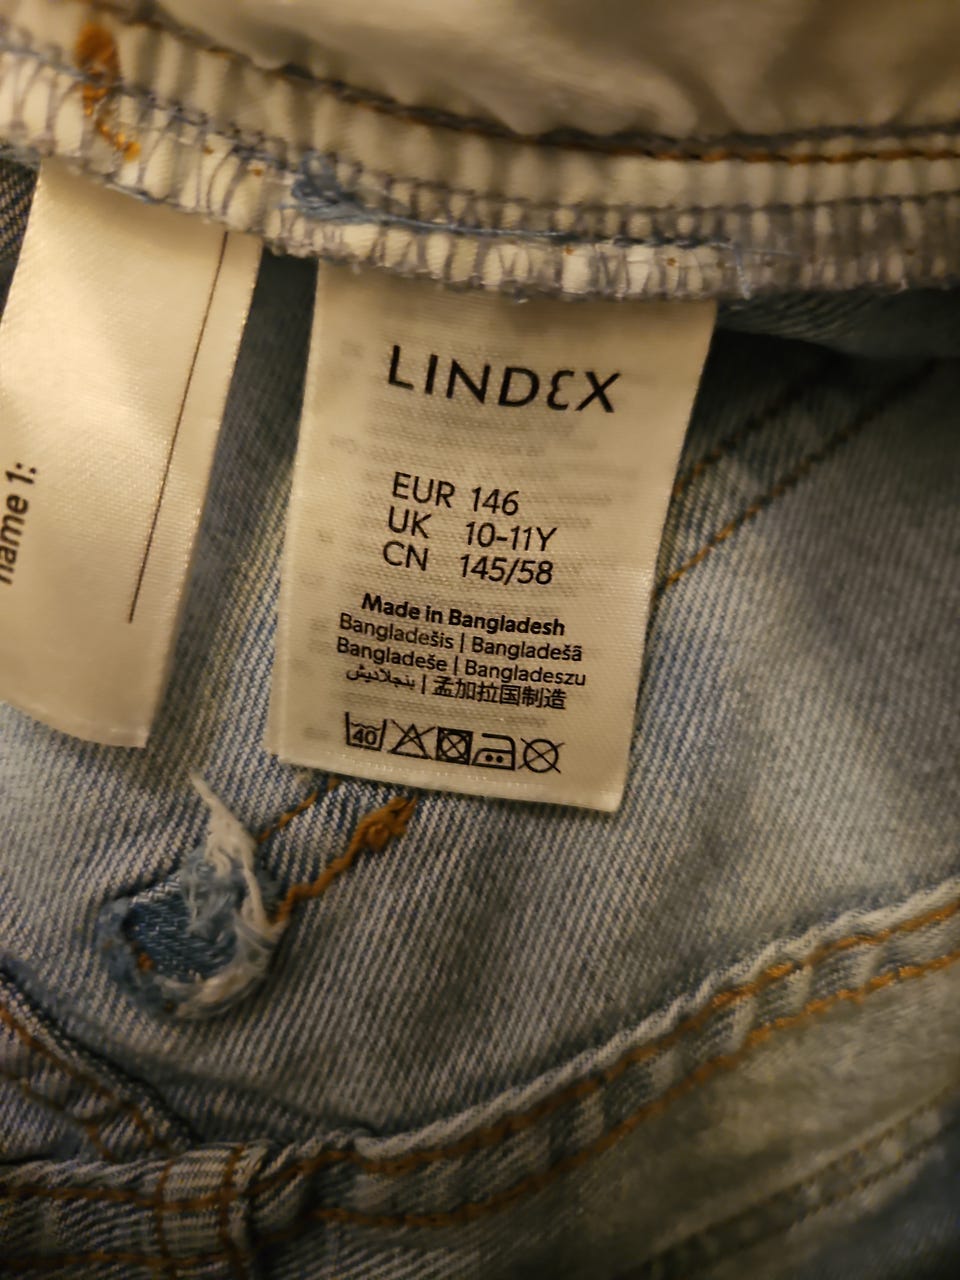 name 1:
LINDEX
EUR 146
UK 10-11Y
CN 145/58
Made in Bangladesh
Bangladešis | Bangladešā
Bangladeše | Bangladeszu
بنجلاديش | 孟加拉国制造
40